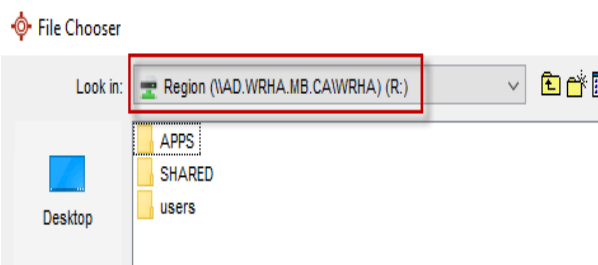 File Chooser
Look in: Region (\\AD.WRHA.MB.CA\WRHA) (R:)
APPS
SHARED
Desktop
users